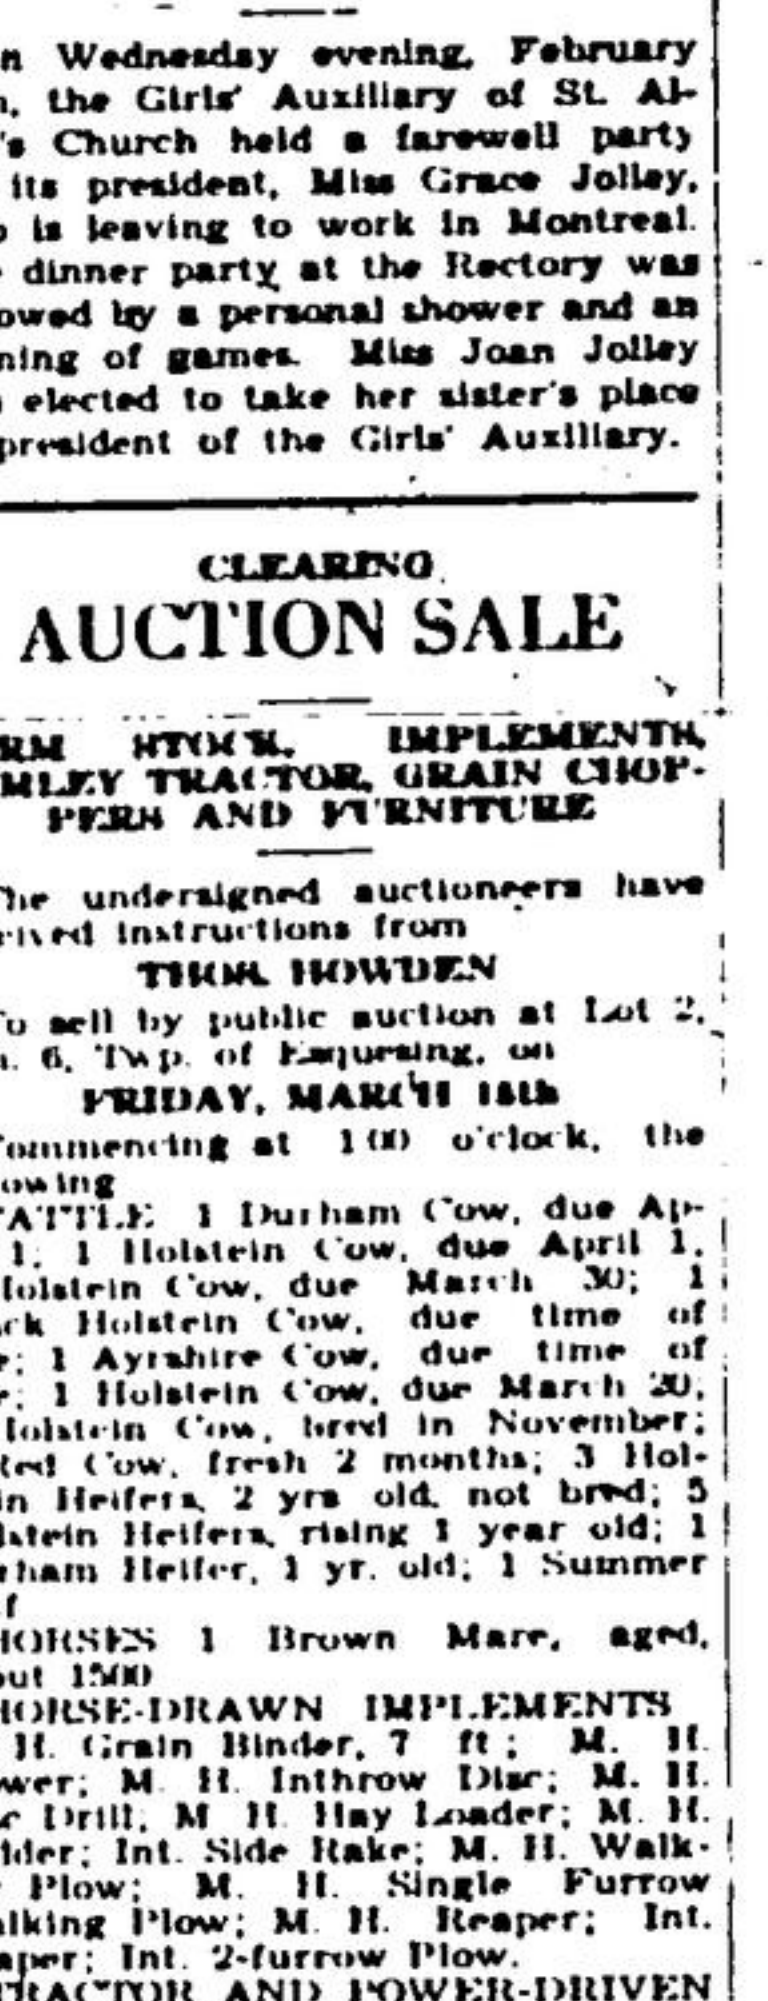 n Wednesday evening, February
, the Girls' Auxiliary of St. Al-
's Church held a farewell party
its president, Miss Grace Jolley,
o is leaving to work in Montreal.
dinner party at the Rectory was
owed by a personal shower and an
ning of games. Miss Joan Jolley
elected to take her sister's place
president of the Girls' Auxiliary.
CLEARING
AUCTION SALE
RM STOCK, IMPLEMENTS,
MLEY TRACTOR, GRAIN CHOP-
PERS AND FURNITURE
The undersigned auctioneers have
eived instructions from
THOR. HOWDEN
To sell by public auction at Lot 2,
n. 6, Twp. of Esquesing, on
FRIDAY, MARCH
Commencing at 1.00 o'clock, the
owing
CATTLE 1 Durham Cow, due Ap-
1; 1 Holstein Cow, due April 1,
Holstein Cow, due March 30; 1
ck Holstein Cow, due time of
e; 1 Ayrshire Cow, due time of
e; 1 Holstein Cow, due March 20;
Holstein Cow, bred in November;
Red Cow, fresh 2 months; 3 Hol-
in Heifers, 2 yrs old, not bred; 5
lstein Heifers, rising 1 year old; 1
rham Heifer, 1 yr. old; 1 Summer
f
HORSES 1 Brown Mare, aged,
out 1500
HORSE-DRAWN IMPLEMENTS
H. Grain Binder, 7 ft; M. H.
wer; M. H. Inthrow Disc; M. H.
c Drill; M H Hay Loader; M. H.
dder; Int. Side Rake; M. H. Walk-
Plow; M. H. Single Furrow
alking Plow; M. H. Reaper; Int.
aper; Int. 2-furrow Plow.
TRACTOR AND POWER-DRIVEN